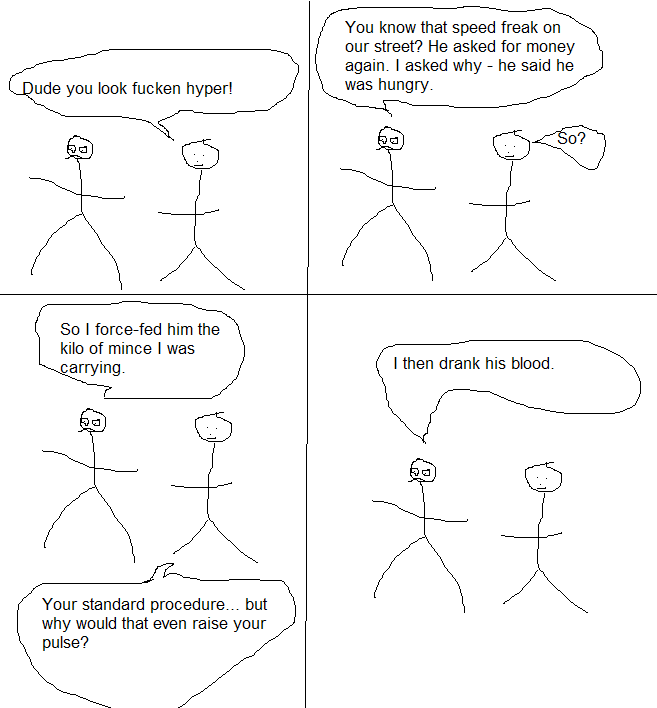 Dude you look fucken hyper!
You know that speed freak on
our street? He asked for money
again. I asked why - he said he
was hungry.
So?
So I force-fed him the
kilo of mince I was
carrying.
Your standard procedure... but
why would that even raise your
pulse?
I then drank his blood.